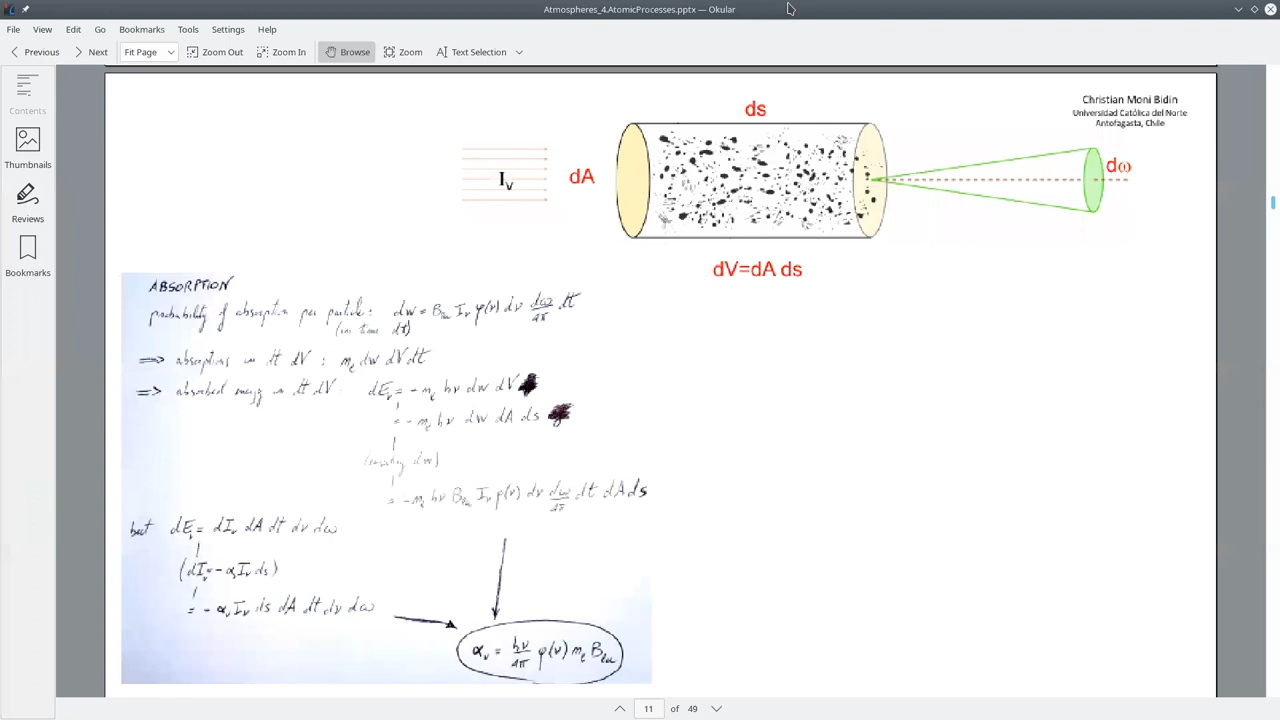 Atmospheres_4.AtomicProcesses.pptx — Okular
File View Edit Go Bookmarks Tools Settings Help
Previous Next Fit Page Zoom Out Zoom In Browse Zoom Text Selection
Contents
Thumbnails
Reviews
Bookmarks
Christian Moni Bidin
Universidad Católica del Norte
Antofagasta, Chile
ds
dω
dA
Iν
dV=dA ds
ABSORPTION
probability of absorption per particle: dw = Bℓu Iν φ(ν) dν dω/4π dt
(in time dt)
⟹ absorptions in dt dV : nℓ dw dV dt
⟹ absorbed energy in dt dV: dEν = - nℓ hν dw dV
= - nℓ hν dw dA ds
dw)
= - nℓ hν Bℓu Iν φ(ν) dν dω/4π dt dA ds
but dEν = dIν dA dt dν dω
(dIν = - αν Iν ds)
= - αν Iν ds dA dt dν dω
αν = hν/4π φ(ν) nℓ Bℓu
11 of 49